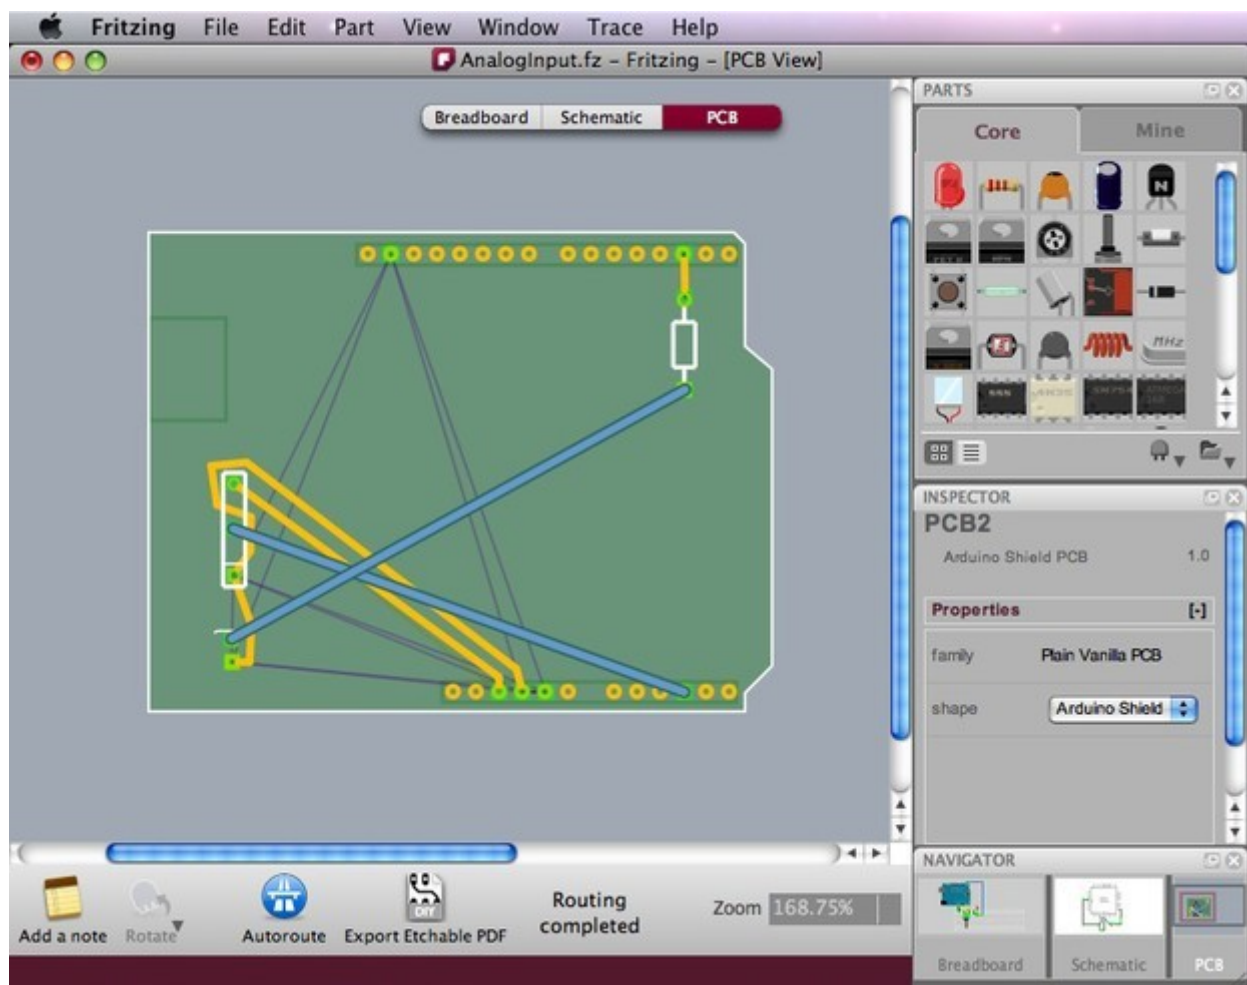 Fritzing File Edit Part View Window Trace Help
AnalogInput.fz – Fritzing – [PCB View]
Breadboard Schematic PCB
PARTS
Core Mine
N
MHz
INSPECTOR
PCB2
Arduino Shield PCB 1.0
Properties [-]
family Plain Vanilla PCB
shape Arduino Shield
NAVIGATOR
Breadboard Schematic PCB
Add a note Rotate Autoroute DIY Export Etchable PDF
Routing
completed
Zoom 168.75%